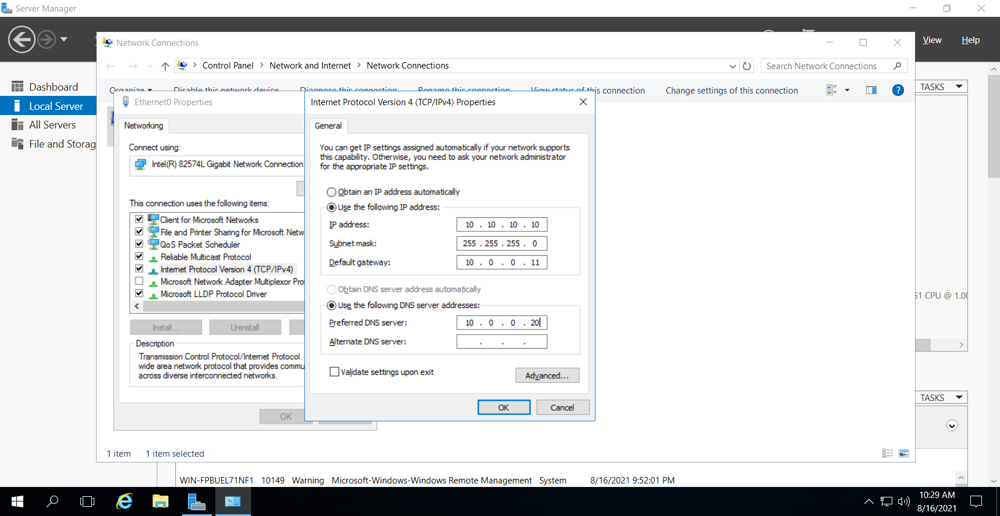 Server Manager
View
Help
Network Connections
Control Panel > Network and Internet > Network Connections
Search Network Connections
Organize
Disable this network device
Diagnose this connection
Rename this connection
View status of this connection
Change settings of this connection
Dashboard
Local Server
All Servers
File and Storag
TASKS
Ethernet0 Properties
Networking
Connect using:
Intel(R) 82574L Gigabit Network Connection
This connection uses the following items:
Client for Microsoft Networks
File and Printer Sharing for Microsoft Netw
QoS Packet Scheduler
Reliable Multicast Protocol
Internet Protocol Version 4 (TCP/IPv4)
Microsoft Network Adapter Multiplexor Pro
Microsoft LLDP Protocol Driver
Install...
Uninstall
Description
Transmission Control Protocol/Internet Protocol.
wide area network protocol that provides commu
across diverse interconnected networks.
OK
Internet Protocol Version 4 (TCP/IPv4) Properties
General
You can get IP settings assigned automatically if your network supports
this capability. Otherwise, you need to ask your network administrator
for the appropriate IP settings.
Obtain an IP address automatically
Use the following IP address:
IP address: 10 . 10 . 10 . 10
Subnet mask: 255 . 255 . 255 . 0
Default gateway: 10 . 0 . 0 . 11
Obtain DNS server address automatically
Use the following DNS server addresses:
Preferred DNS server: 10 . 0 . 0 . 20
Alternate DNS server: . . .
Validate settings upon exit
Advanced...
OK
Cancel
G1 CPU @ 1.00
TASKS
1 item
1 item selected
WIN-FPBUEL71NF1 10149 Warning Microsoft-Windows-Windows Remote Management System 8/16/2021 9:52:01 PM
10:29 AM
8/16/2021